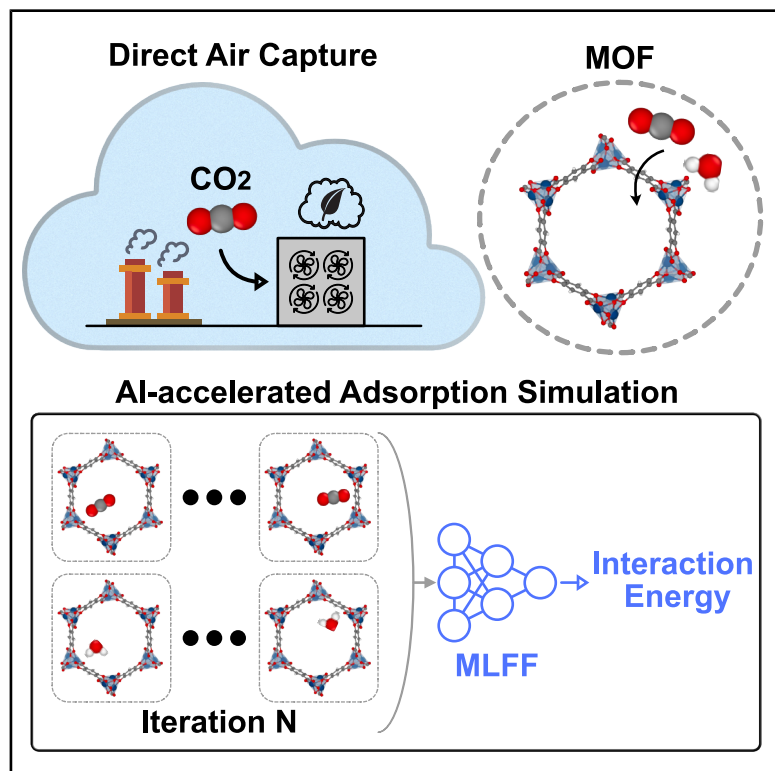 Direct Air Capture
MOF
CO2
AI-accelerated Adsorption Simulation
Interaction
Energy
MLFF
Iteration N